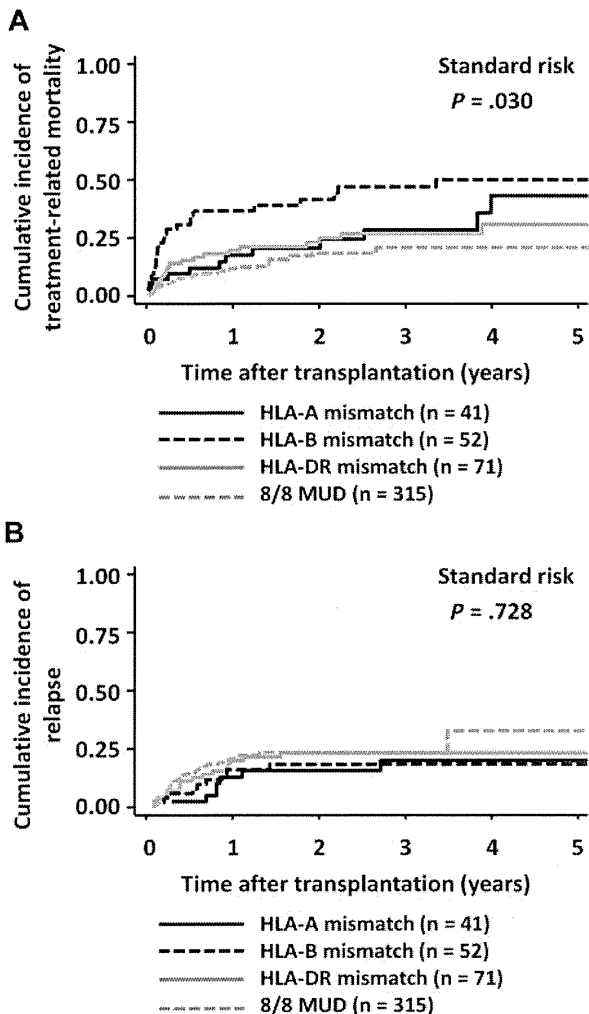 A
Cumulative incidence of
treatment-related mortality
1.00
0.75
0.50
0.25
0.00
Standard risk
P = .030
0 1 2 3 4 5
Time after transplantation (years)
HLA-A mismatch (n = 41)
HLA-B mismatch (n = 52)
HLA-DR mismatch (n = 71)
8/8 MUD (n = 315)
B
Cumulative incidence of
relapse
1.00
0.75
0.50
0.25
0.00
Standard risk
P = .728
0 1 2 3 4 5
Time after transplantation (years)
HLA-A mismatch (n = 41)
HLA-B mismatch (n = 52)
HLA-DR mismatch (n = 71)
8/8 MUD (n = 315)